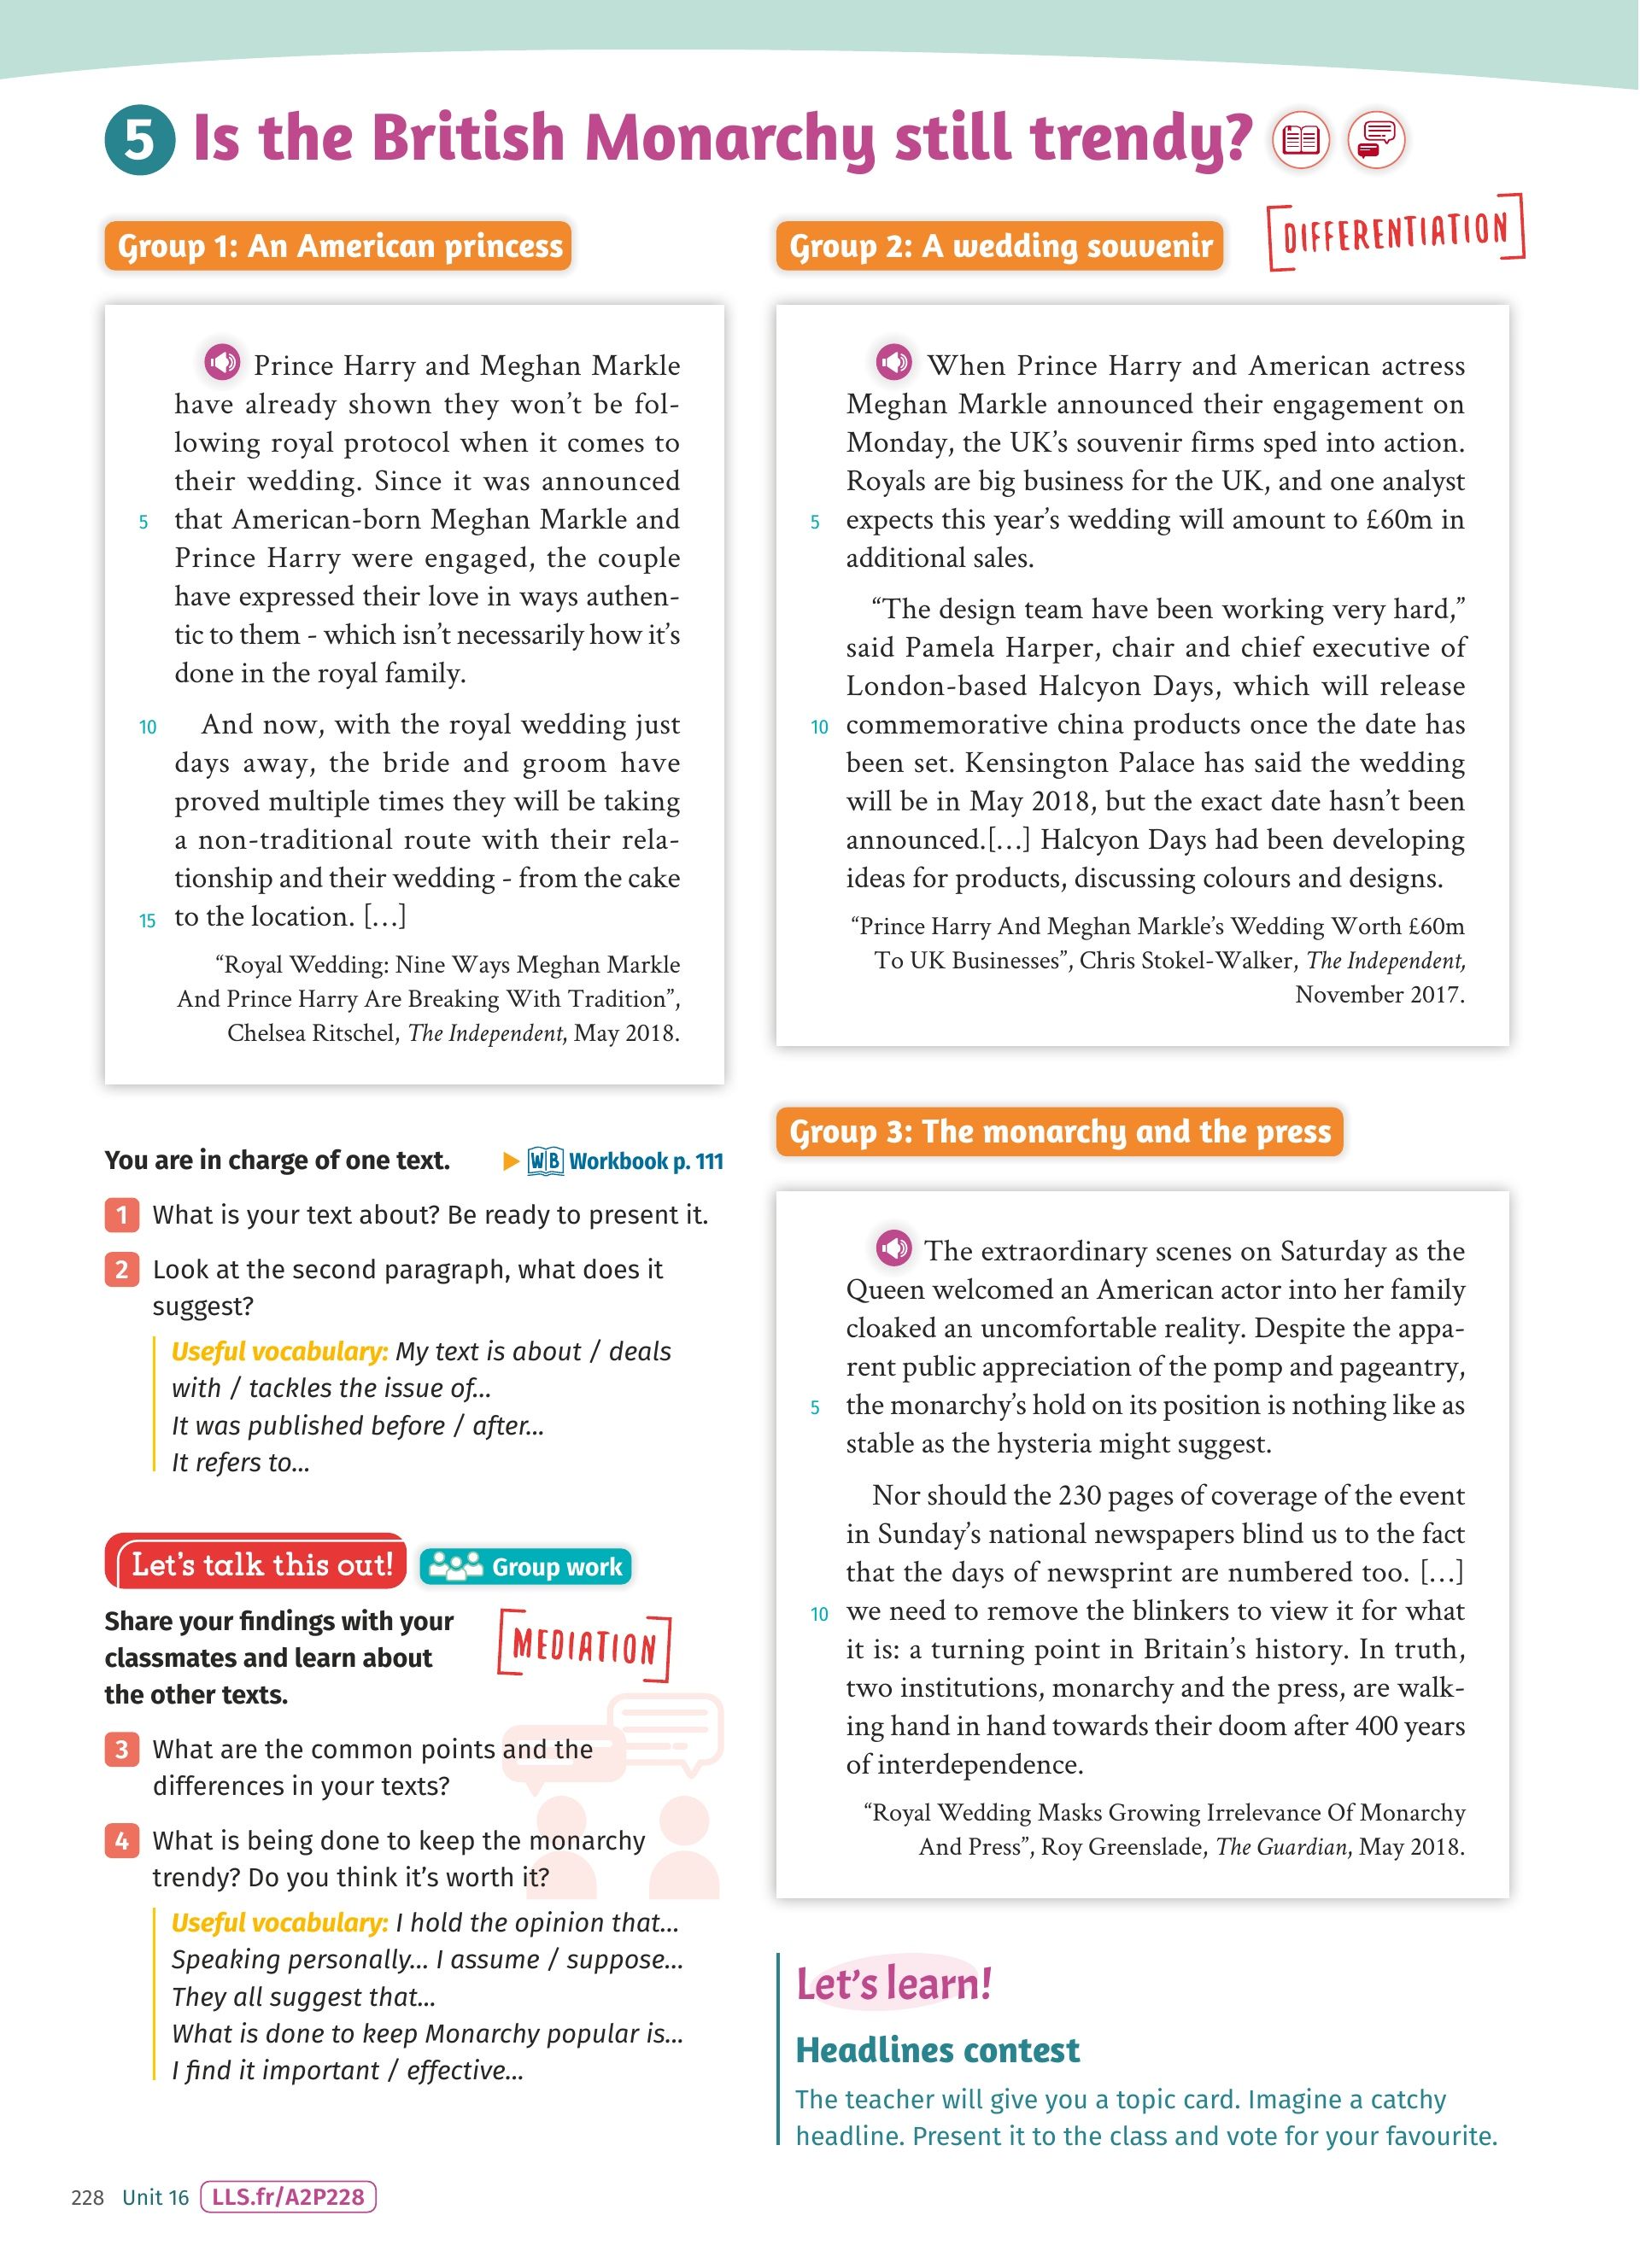 5 Is the British Monarchy still trendy?
DIFFERENTIATION
Group 1: An American princess
Prince Harry and Meghan Markle
have already shown they won't be fol-
lowing royal protocol when it comes to
their wedding. Since it was announced
5 that American-born Meghan Markle and
Prince Harry were engaged, the couple
have expressed their love in ways authen-
tic to them - which isn't necessarily how it's
done in the royal family.
10 And now, with the royal wedding just
days away, the bride and groom have
proved multiple times they will be taking
a non-traditional route with their rela-
tionship and their wedding - from the cake
15 to the location. […]
“Royal Wedding: Nine Ways Meghan Markle
And Prince Harry Are Breaking With Tradition”,
Chelsea Ritschel, The Independent, May 2018.
You are in charge of one text. WB Workbook p. 111
1 What is your text about? Be ready to present it.
2 Look at the second paragraph, what does it
suggest?
Useful vocabulary: My text is about / deals
with / tackles the issue of...
It was published before / after...
It refers to...
Let's talk this out! Group work
Share your findings with your
classmates and learn about
the other texts.
MEDIATION
3 What are the common points and the
differences in your texts?
4 What is being done to keep the monarchy
trendy? Do you think it's worth it?
Useful vocabulary: I hold the opinion that...
Speaking personally... I assume / suppose...
They all suggest that...
What is done to keep Monarchy popular is...
I find it important / effective...
Group 2: A wedding souvenir
When Prince Harry and American actress
Meghan Markle announced their engagement on
Monday, the UK's souvenir firms sped into action.
Royals are big business for the UK, and one analyst
5 expects this year's wedding will amount to £60m in
additional sales.
“The design team have been working very hard,”
said Pamela Harper, chair and chief executive of
London-based Halcyon Days, which will release
10 commemorative china products once the date has
been set. Kensington Palace has said the wedding
will be in May 2018, but the exact date hasn't been
announced.[…] Halcyon Days had been developing
ideas for products, discussing colours and designs.
“Prince Harry And Meghan Markle's Wedding Worth £60m
To UK Businesses”, Chris Stokel-Walker, The Independent,
November 2017.
Group 3: The monarchy and the press
The extraordinary scenes on Saturday as the
Queen welcomed an American actor into her family
cloaked an uncomfortable reality. Despite the appa-
rent public appreciation of the pomp and pageantry,
5 the monarchy's hold on its position is nothing like as
stable as the hysteria might suggest.
Nor should the 230 pages of coverage of the event
in Sunday's national newspapers blind us to the fact
that the days of newsprint are numbered too. […]
10 we need to remove the blinkers to view it for what
it is: a turning point in Britain's history. In truth,
two institutions, monarchy and the press, are walk-
ing hand in hand towards their doom after 400 years
of interdependence.
“Royal Wedding Masks Growing Irrelevance Of Monarchy
And Press”, Roy Greenslade, The Guardian, May 2018.
Let's learn!
Headlines contest
The teacher will give you a topic card. Imagine a catchy
headline. Present it to the class and vote for your favourite.
228 Unit 16 LLS.fr/A2P228